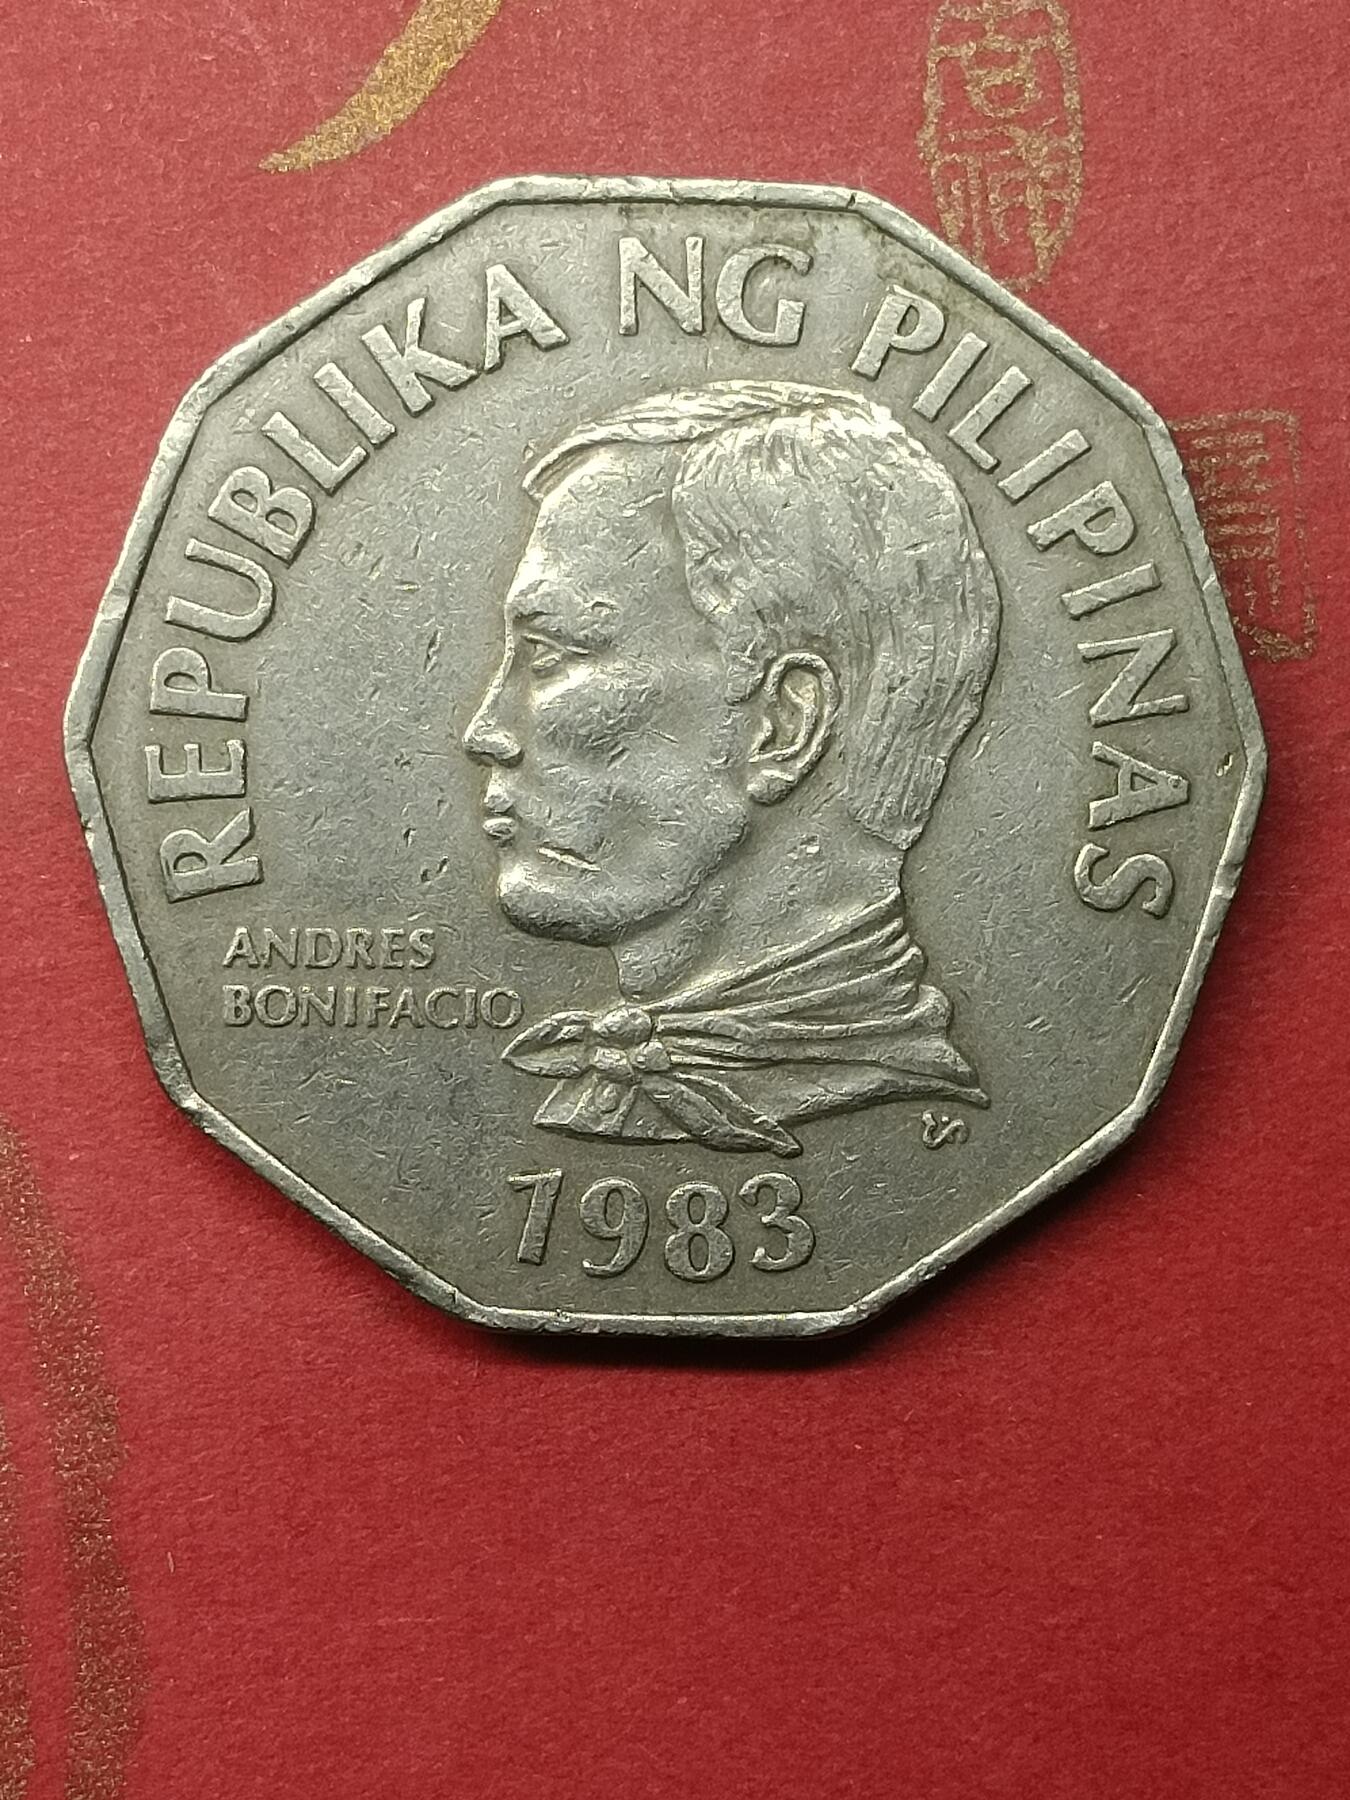 REPUBLIKA NG PILIPINAS
ANDRES
BONIFACIO
1983